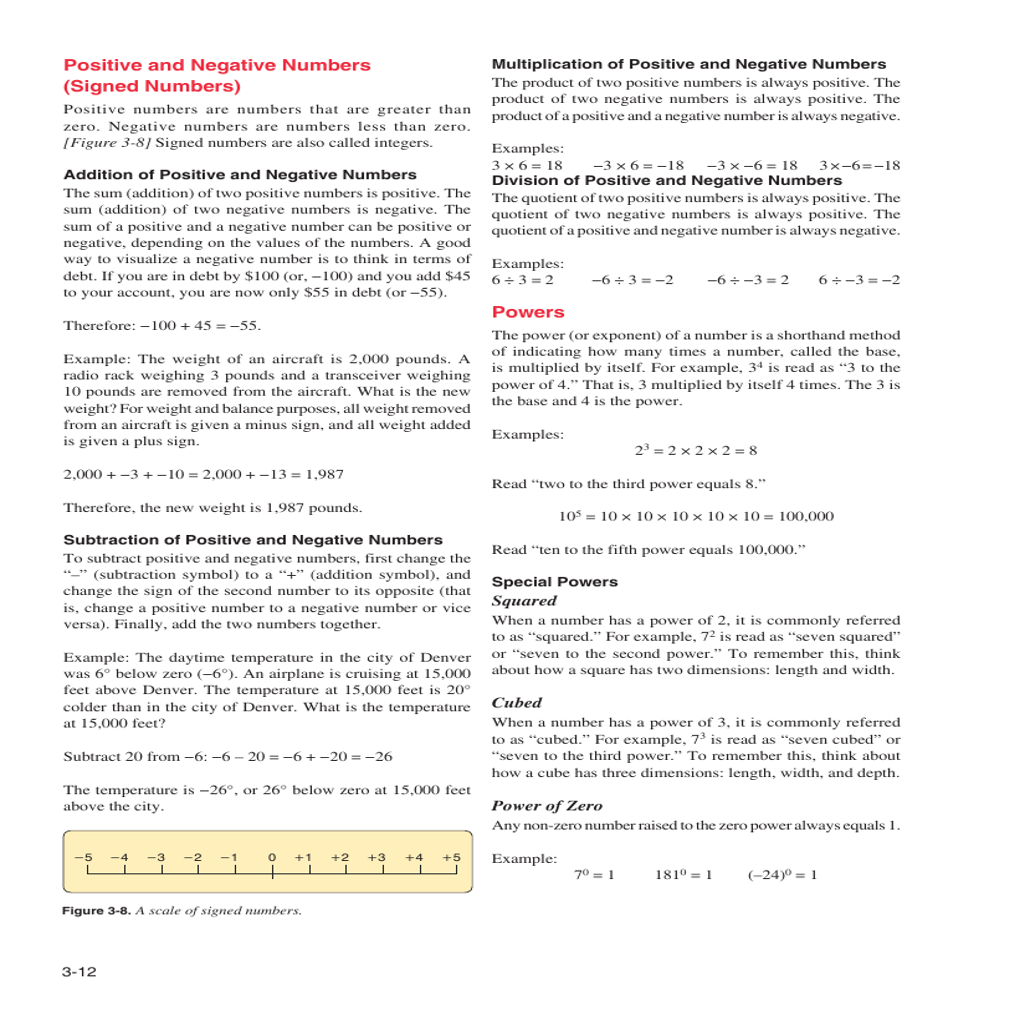 Positive and Negative Numbers
(Signed Numbers)
Positive numbers are numbers that are greater than
zero. Negative numbers are numbers less than zero.
[Figure 3-8] Signed numbers are also called integers.
Addition of Positive and Negative Numbers
The sum (addition) of two positive numbers is positive. The
sum (addition) of two negative numbers is negative. The
sum of a positive and a negative number can be positive or
negative, depending on the values of the numbers. A good
way to visualize a negative number is to think in terms of
debt. If you are in debt by $100 (or, −100) and you add $45
to your account, you are now only $55 in debt (or −55).
Therefore: −100 + 45 = −55.
Example: The weight of an aircraft is 2,000 pounds. A
radio rack weighing 3 pounds and a transceiver weighing
10 pounds are removed from the aircraft. What is the new
weight? For weight and balance purposes, all weight removed
from an aircraft is given a minus sign, and all weight added
is given a plus sign.
2,000 + −3 + −10 = 2,000 + −13 = 1,987
Therefore, the new weight is 1,987 pounds.
Subtraction of Positive and Negative Numbers
To subtract positive and negative numbers, first change the
“–” (subtraction symbol) to a “+” (addition symbol), and
change the sign of the second number to its opposite (that
is, change a positive number to a negative number or vice
versa). Finally, add the two numbers together.
Example: The daytime temperature in the city of Denver
was 6° below zero (−6°). An airplane is cruising at 15,000
feet above Denver. The temperature at 15,000 feet is 20°
colder than in the city of Denver. What is the temperature
at 15,000 feet?
Subtract 20 from −6: −6 – 20 = −6 + −20 = −26
The temperature is −26°, or 26° below zero at 15,000 feet
above the city.
−5 −4 −3 −2 −1 0 +1 +2 +3 +4 +5
Figure 3-8. A scale of signed numbers.
Multiplication of Positive and Negative Numbers
The product of two positive numbers is always positive. The
product of two negative numbers is always positive. The
product of a positive and a negative number is always negative.
Examples:
3 × 6 = 18 −3 × 6 = −18 −3 × −6 = 18 3 × −6 = −18
Division of Positive and Negative Numbers
The quotient of two positive numbers is always positive. The
quotient of two negative numbers is always positive. The
quotient of a positive and negative number is always negative.
Examples:
6 ÷ 3 = 2 −6 ÷ 3 = −2 −6 ÷ −3 = 2 6 ÷ −3 = −2
Powers
The power (or exponent) of a number is a shorthand method
of indicating how many times a number, called the base,
is multiplied by itself. For example, 3⁴ is read as “3 to the
power of 4.” That is, 3 multiplied by itself 4 times. The 3 is
the base and 4 is the power.
Examples:
2³ = 2 × 2 × 2 = 8
Read “two to the third power equals 8.”
10⁵ = 10 × 10 × 10 × 10 × 10 = 100,000
Read “ten to the fifth power equals 100,000.”
Special Powers
Squared
When a number has a power of 2, it is commonly referred
to as “squared.” For example, 7² is read as “seven squared”
or “seven to the second power.” To remember this, think
about how a square has two dimensions: length and width.
Cubed
When a number has a power of 3, it is commonly referred
to as “cubed.” For example, 7³ is read as “seven cubed” or
“seven to the third power.” To remember this, think about
how a cube has three dimensions: length, width, and depth.
Power of Zero
Any non-zero number raised to the zero power always equals 1.
Example:
7⁰ = 1 181⁰ = 1 (–24)⁰ = 1
3-12